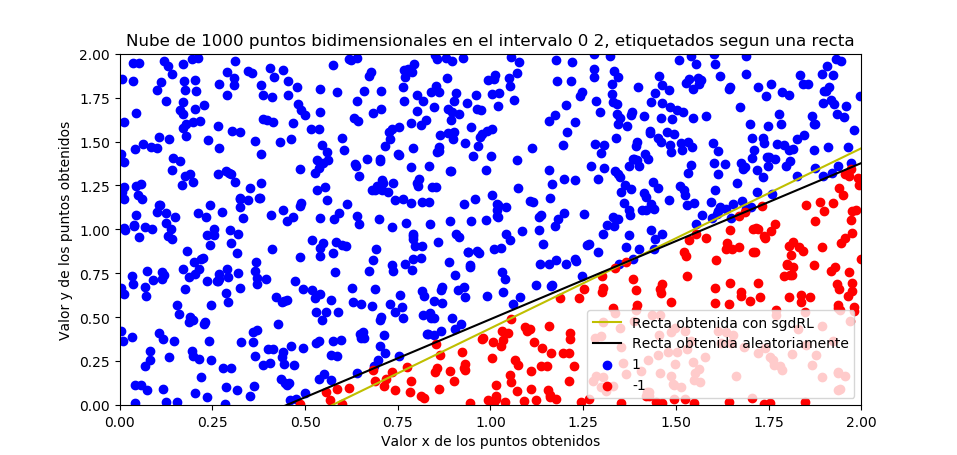 Nube de 1000 puntos bidimensionales en el intervalo 0 2, etiquetados segun una recta
2.00
1.75
1.50
1.25
1.00
0.75
0.50
0.25
0.00
Valor y de los puntos obtenidos
Recta obtenida con sgdRL
Recta obtenida aleatoriamente
1
-1
0.00 0.25 0.50 0.75 1.00 1.25 1.50 1.75 2.00
Valor x de los puntos obtenidos